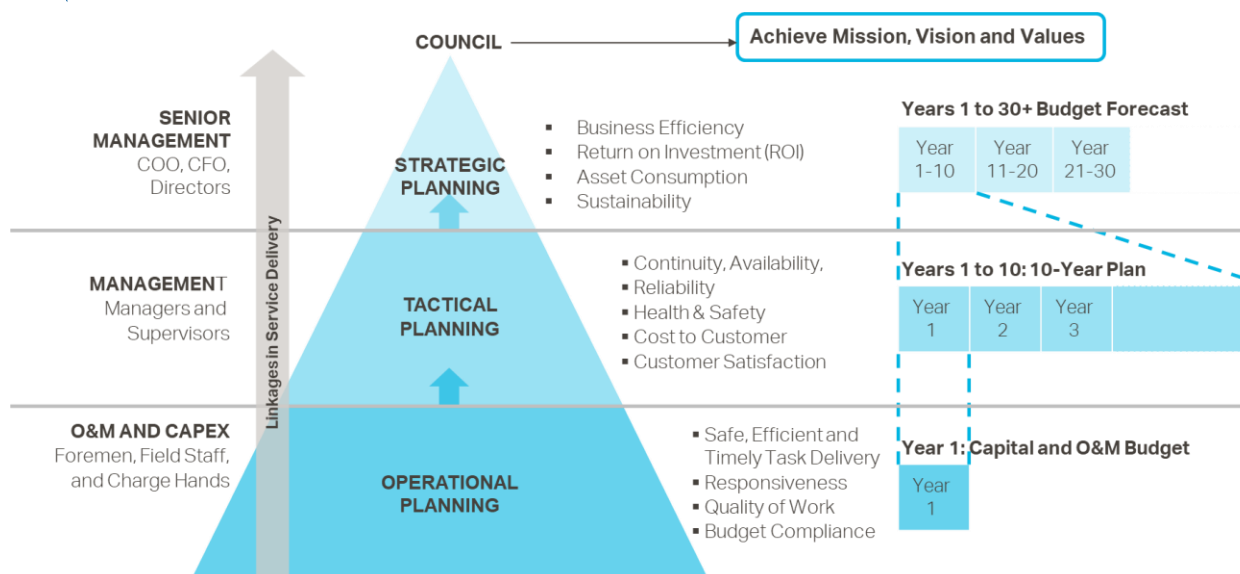 COUNCIL
Achieve Mission, Vision and Values
Linkages in Service Delivery
SENIOR
MANAGEMENT
COO, CFO,
Directors
STRATEGIC
PLANNING
▪ Business Efficiency
▪ Return on Investment (ROI)
▪ Asset Consumption
▪ Sustainability
Years 1 to 30+ Budget Forecast
Year
1-10
Year
11-20
Year
21-30
MANAGEMENT
Managers and
Supervisors
TACTICAL
PLANNING
▪ Continuity, Availability,
▪ Reliability
▪ Health & Safety
▪ Cost to Customer
▪ Customer Satisfaction
Years 1 to 10: 10-Year Plan
Year
1
Year
2
Year
3
O&M AND CAPEX
Foremen, Field Staff,
and Charge Hands
OPERATIONAL
PLANNING
▪ Safe, Efficient and
Timely Task Delivery
▪ Responsiveness
▪ Quality of Work
▪ Budget Compliance
Year 1: Capital and O&M Budget
Year
1